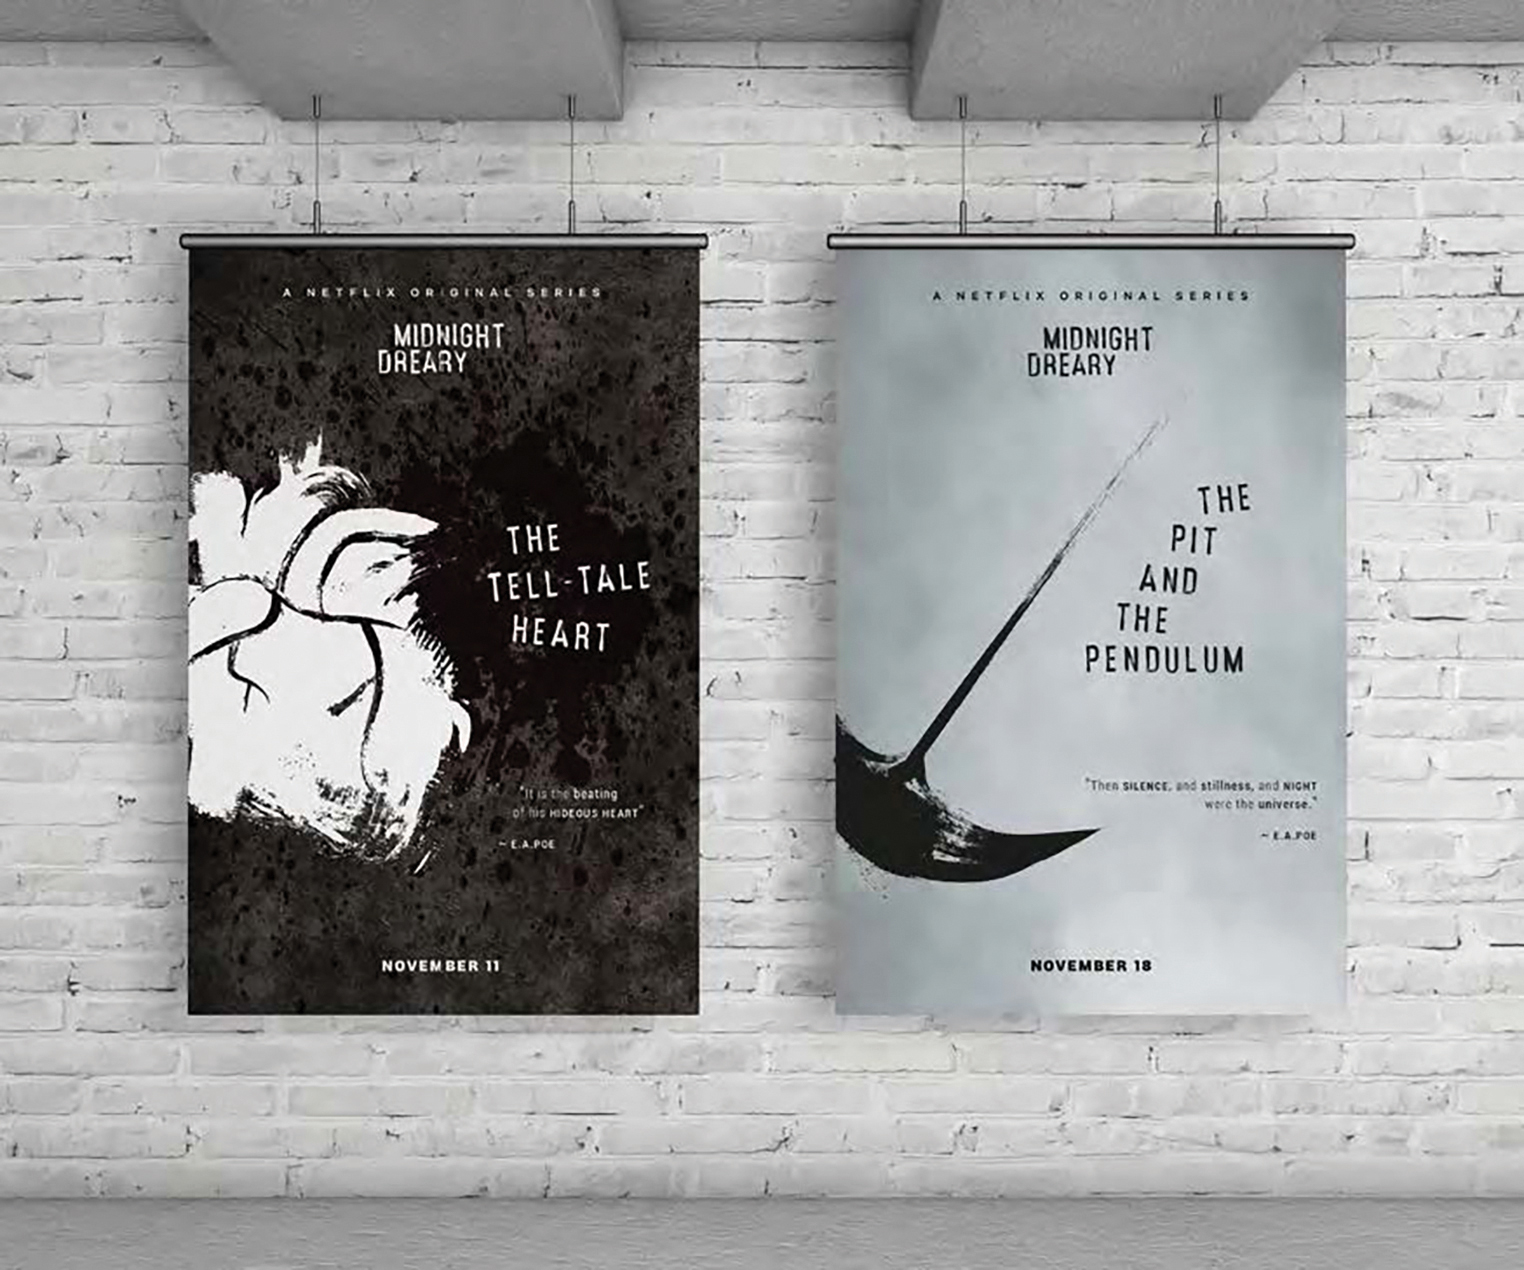 A NETFLIX ORIGINAL SERIES
MIDNIGHT
DREARY
THE
TELL-TALE
HEART
"It is the beating
of his HIDEOUS HEART"
~ E.A.POE
NOVEMBER 11
A NETFLIX ORIGINAL SERIES
MIDNIGHT
DREARY
THE
PIT
AND
THE
PENDULUM
"Then SILENCE, and stillness, and NIGHT
were the universe."
~ E.A.POE
NOVEMBER 18